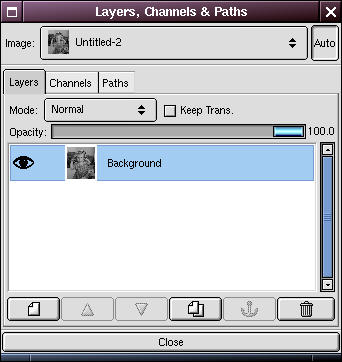 Layers, Channels & Paths
Image: Untitled-2 Auto
Layers Channels Paths
Mode: Normal Keep Trans.
Opacity: 100.0
Background
Close